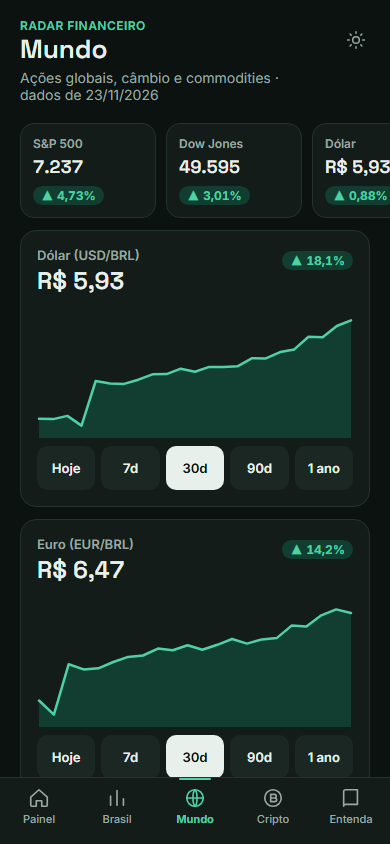 RADAR FINANCEIRO
Mundo
Ações globais, câmbio e commodities ·
dados de 23/11/2026
S&P 500
7.237
▲ 4,73%
Dow Jones
49.595
▲ 3,01%
Dólar
R$ 5,93
▲ 0,88%
Dólar (USD/BRL)
R$ 5,93
▲ 18,1%
Hoje 7d 30d 90d 1 ano
Euro (EUR/BRL)
R$ 6,47
▲ 14,2%
Hoje 7d 30d 90d 1 ano
Painel Brasil Mundo Cripto Entenda